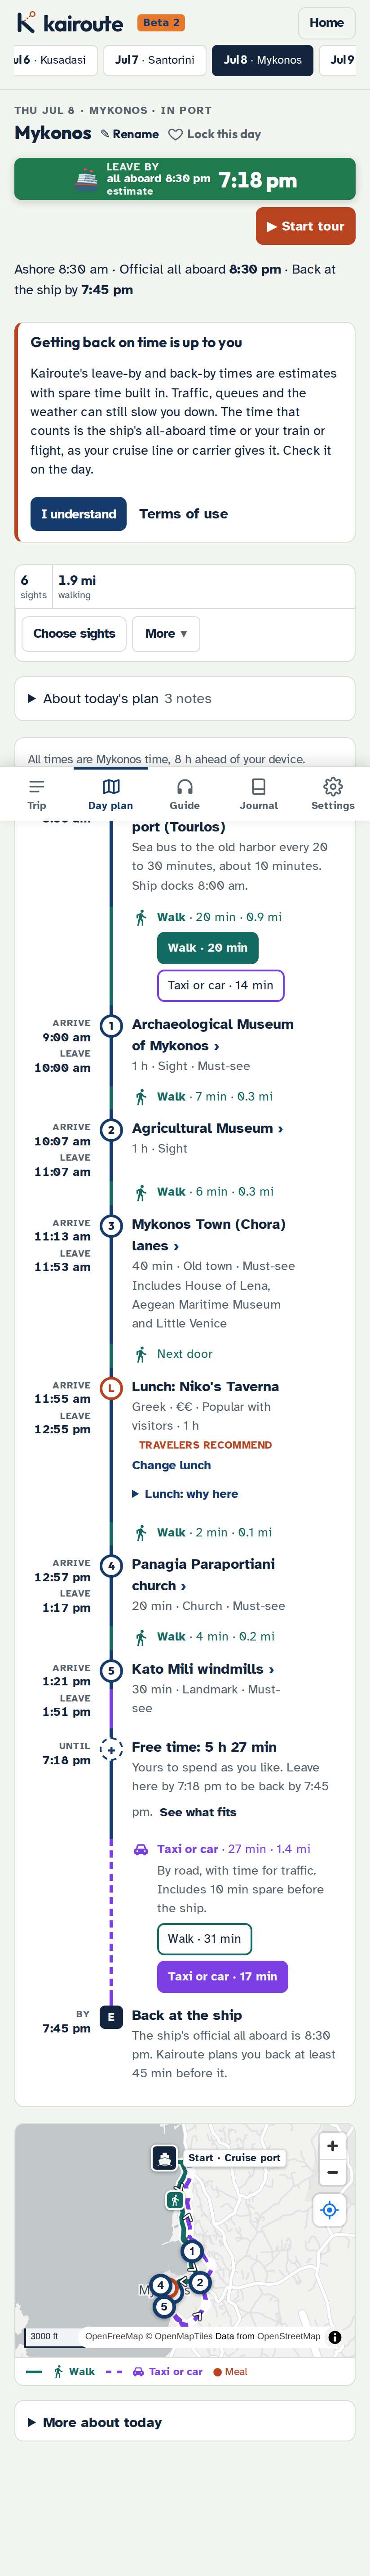 kairoute Beta 2 Home
Jul 6 · Kusadasi Jul 7 · Santorini Jul 8 · Mykonos Jul 9
THU JUL 8 · MYKONOS · IN PORT
Mykonos ✎ Rename Lock this day
LEAVE BY
all aboard 8:30 pm
estimate
7:18 pm
▶ Start tour
Ashore 8:30 am · Official all aboard 8:30 pm · Back at
the ship by 7:45 pm
Getting back on time is up to you
Kairoute's leave-by and back-by times are estimates
with spare time built in. Traffic, queues and the
weather can still slow you down. The time that
counts is the ship's all-aboard time or your train or
flight, as your cruise line or carrier gives it. Check it
on the day.
I understand Terms of use
6
sights
1.9 mi
walking
Choose sights More ▼
▶ About today's plan 3 notes
All times are Mykonos time, 8 h ahead of your device.
Trip Day plan Guide Journal Settings
port (Tourlos)
Sea bus to the old harbor every 20
to 30 minutes, about 10 minutes.
Ship docks 8:00 am.
Walk · 20 min · 0.9 mi
Walk · 20 min
Taxi or car · 14 min
ARRIVE
9:00 am
LEAVE
10:00 am
1
Archaeological Museum
of Mykonos ›
1 h · Sight · Must-see
Walk · 7 min · 0.3 mi
ARRIVE
10:07 am
LEAVE
11:07 am
2
Agricultural Museum ›
1 h · Sight
Walk · 6 min · 0.3 mi
ARRIVE
11:13 am
LEAVE
11:53 am
3
Mykonos Town (Chora)
lanes ›
40 min · Old town · Must-see
Includes House of Lena,
Aegean Maritime Museum
and Little Venice
Next door
ARRIVE
11:55 am
LEAVE
12:55 pm
L
Lunch: Niko's Taverna
Greek · €€ · Popular with
visitors · 1 h
TRAVELERS RECOMMEND
Change lunch
▶ Lunch: why here
Walk · 2 min · 0.1 mi
ARRIVE
12:57 pm
LEAVE
1:17 pm
4
Panagia Paraportiani
church ›
20 min · Church · Must-see
Walk · 4 min · 0.2 mi
ARRIVE
1:21 pm
LEAVE
1:51 pm
5
Kato Mili windmills ›
30 min · Landmark · Must-
see
UNTIL
7:18 pm
+
Free time: 5 h 27 min
Yours to spend as you like. Leave
here by 7:18 pm to be back by 7:45
pm. See what fits
Taxi or car · 27 min · 1.4 mi
By road, with time for traffic.
Includes 10 min spare before
the ship.
Walk · 31 min
Taxi or car · 17 min
BY
7:45 pm
E
Back at the ship
The ship's official all aboard is 8:30
pm. Kairoute plans you back at least
45 min before it.
Start · Cruise port
+
−
1
2
4
5
3000 ft
OpenFreeMap © OpenMapTiles Data from OpenStreetMap
Walk Taxi or car Meal
▶ More about today